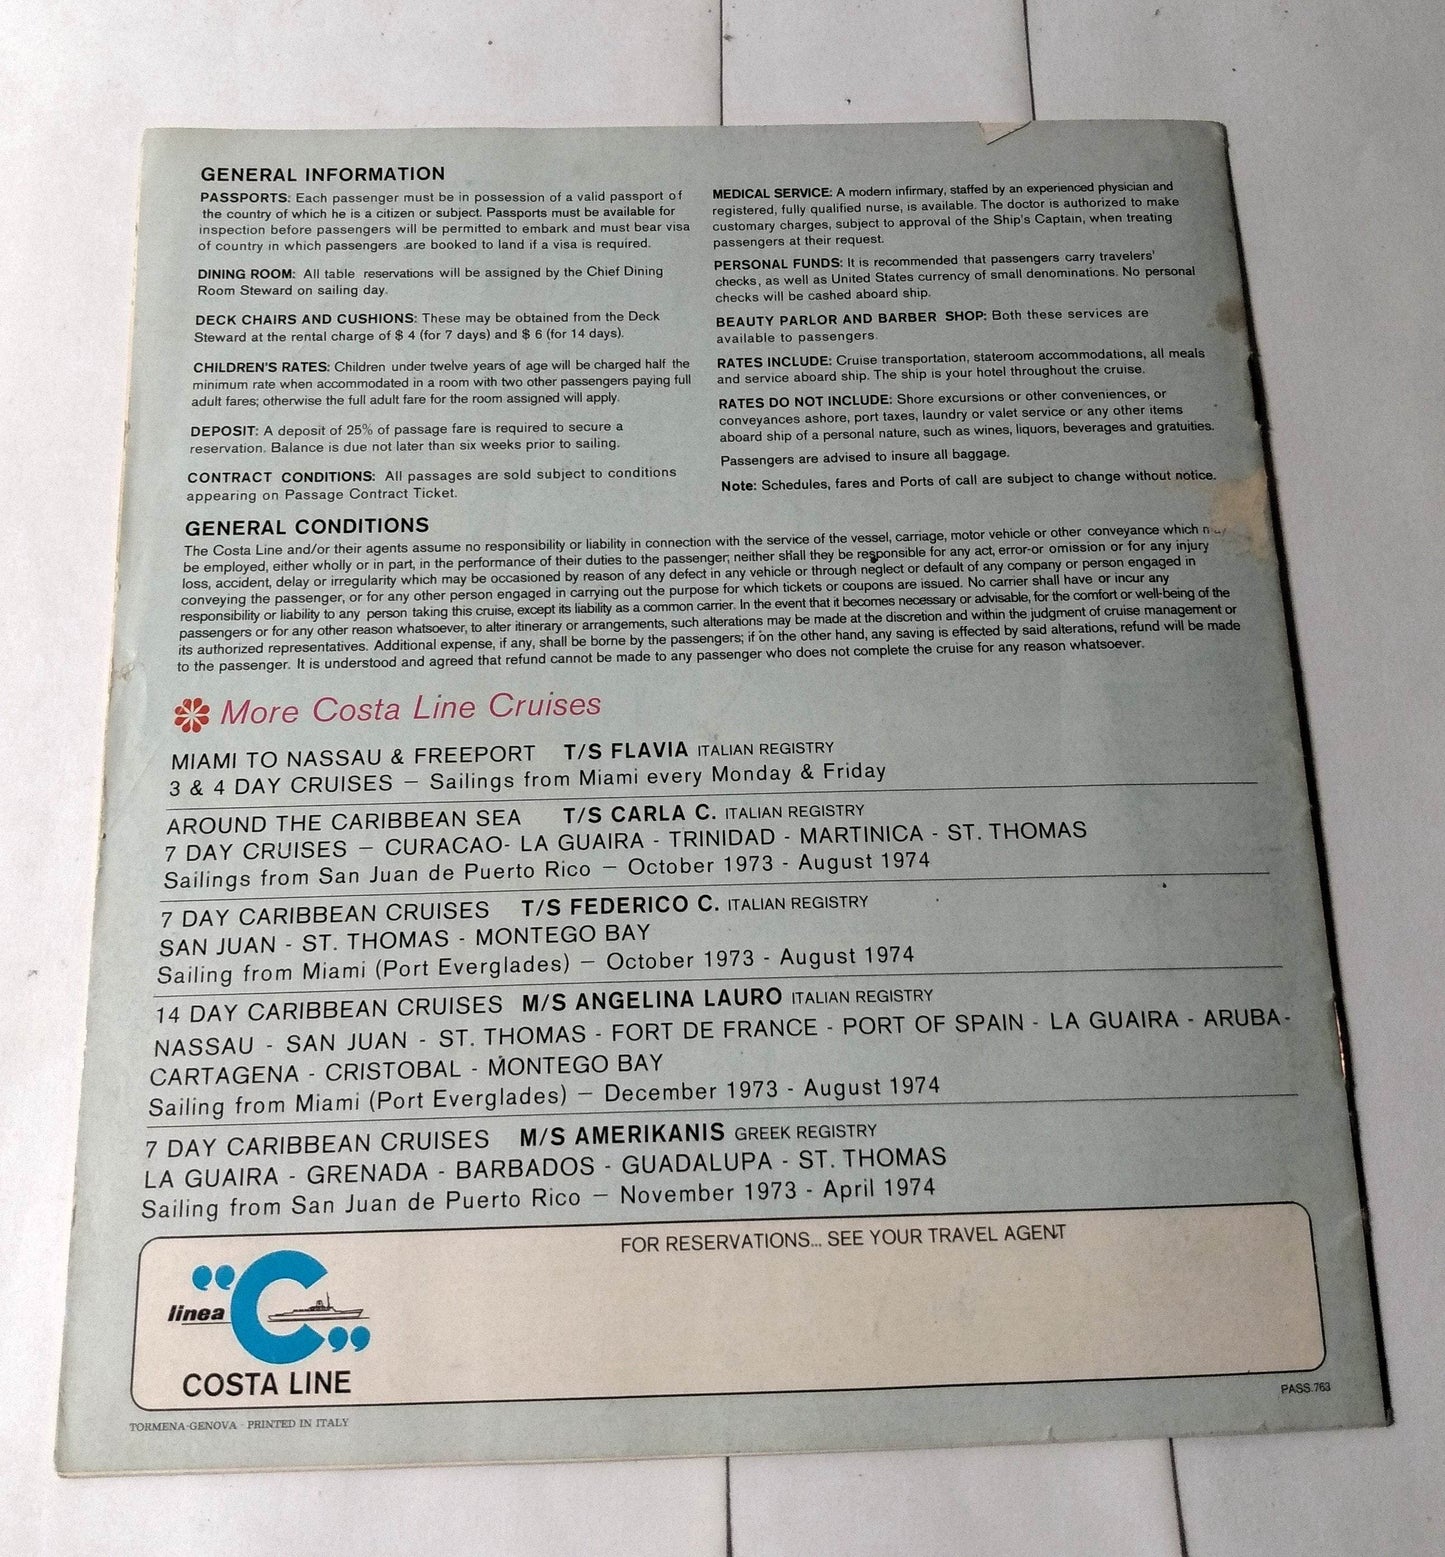 GENERAL INFORMATION
PASSPORTS: Each passenger must be in possession of a valid passport of
the country of which he is a citizen or subject. Passports must be available for
inspection before passengers will be permitted to embark and must bear visa
of country in which passengers are booked to land if a visa is required.
DINING ROOM: All table reservations will be assigned by the Chief Dining
Room Steward on sailing day.
DECK CHAIRS AND CUSHIONS: These may be obtained from the Deck
Steward at the rental charge of $ 4 (for 7 days) and $ 6 (for 14 days).
CHILDREN'S RATES: Children under twelve years of age will be charged half the
minimum rate when accommodated in a room with two other passengers paying full
adult fares; otherwise the full adult fare for the room assigned will apply.
DEPOSIT: A deposit of 25% of passage fare is required to secure a
reservation. Balance is due not later than six weeks prior to sailing.
CONTRACT CONDITIONS: All passages are sold subject to conditions
appearing on Passage Contract Ticket.
MEDICAL SERVICE: A modern infirmary, staffed by an experienced physician and
registered, fully qualified nurse, is available. The doctor is authorized to make
customary charges, subject to approval of the Ship's Captain, when treating
passengers at their request.
PERSONAL FUNDS: It is recommended that passengers carry travelers'
checks, as well as United States currency of small denominations. No personal
checks will be cashed aboard ship.
BEAUTY PARLOR AND BARBER SHOP: Both these services are
available to passengers.
RATES INCLUDE: Cruise transportation, stateroom accommodations, all meals
and service aboard ship. The ship is your hotel throughout the cruise.
RATES DO NOT INCLUDE: Shore excursions or other conveniences, or
conveyances ashore, port taxes, laundry or valet service or any other items
aboard ship of a personal nature, such as wines, liquors, beverages and gratuities.
Passengers are advised to insure all baggage.
Note: Schedules, fares and Ports of call are subject to change without notice.
GENERAL CONDITIONS
The Costa Line and/or their agents assume no responsibility or liability in connection with the service of the vessel, carriage, motor vehicle or other conveyance which may
be employed, either wholly or in part, in the performance of their duties to the passenger; neither shall they be responsible for any act, error-or omission or for any injury
loss, accident, delay or irregularity which may be occasioned by reason of any defect in any vehicle or through neglect or default of any company or person engaged in
conveying the passenger, or for any other person engaged in carrying out the purpose for which tickets or coupons are issued. No carrier shall have or incur any
responsibility or liability to any person taking this cruise, except its liability as a common carrier. In the event that it becomes necessary or advisable, for the comfort or well-being of the
passengers or for any other reason whatsoever, to alter itinerary or arrangements, such alterations may be made at the discretion and within the judgment of cruise management or
its authorized representatives. Additional expense, if any, shall be borne by the passengers; if on the other hand, any saving is effected by said alterations, refund will be made
to the passenger. It is understood and agreed that refund cannot be made to any passenger who does not complete the cruise for any reason whatsoever.
More Costa Line Cruises
MIAMI TO NASSAU & FREEPORT T/S FLAVIA ITALIAN REGISTRY
3 & 4 DAY CRUISES — Sailings from Miami every Monday & Friday
AROUND THE CARIBBEAN SEA T/S CARLA C. ITALIAN REGISTRY
7 DAY CRUISES — CURACAO- LA GUAIRA - TRINIDAD - MARTINICA - ST. THOMAS
Sailings from San Juan de Puerto Rico — October 1973 - August 1974
7 DAY CARIBBEAN CRUISES T/S FEDERICO C. ITALIAN REGISTRY
SAN JUAN - ST. THOMAS - MONTEGO BAY
Sailing from Miami (Port Everglades) — October 1973 - August 1974
14 DAY CARIBBEAN CRUISES M/S ANGELINA LAURO ITALIAN REGISTRY
NASSAU - SAN JUAN - ST. THOMAS - FORT DE FRANCE - PORT OF SPAIN - LA GUAIRA - ARUBA-
CARTAGENA - CRISTOBAL - MONTEGO BAY
Sailing from Miami (Port Everglades) — December 1973 - August 1974
7 DAY CARIBBEAN CRUISES M/S AMERIKANIS GREEK REGISTRY
LA GUAIRA - GRENADA - BARBADOS - GUADALUPA - ST. THOMAS
Sailing from San Juan de Puerto Rico — November 1973 - April 1974
FOR RESERVATIONS... SEE YOUR TRAVEL AGENT
linea "C"
COSTA LINE
PASS.763
TORMENA-GENOVA - PRINTED IN ITALY